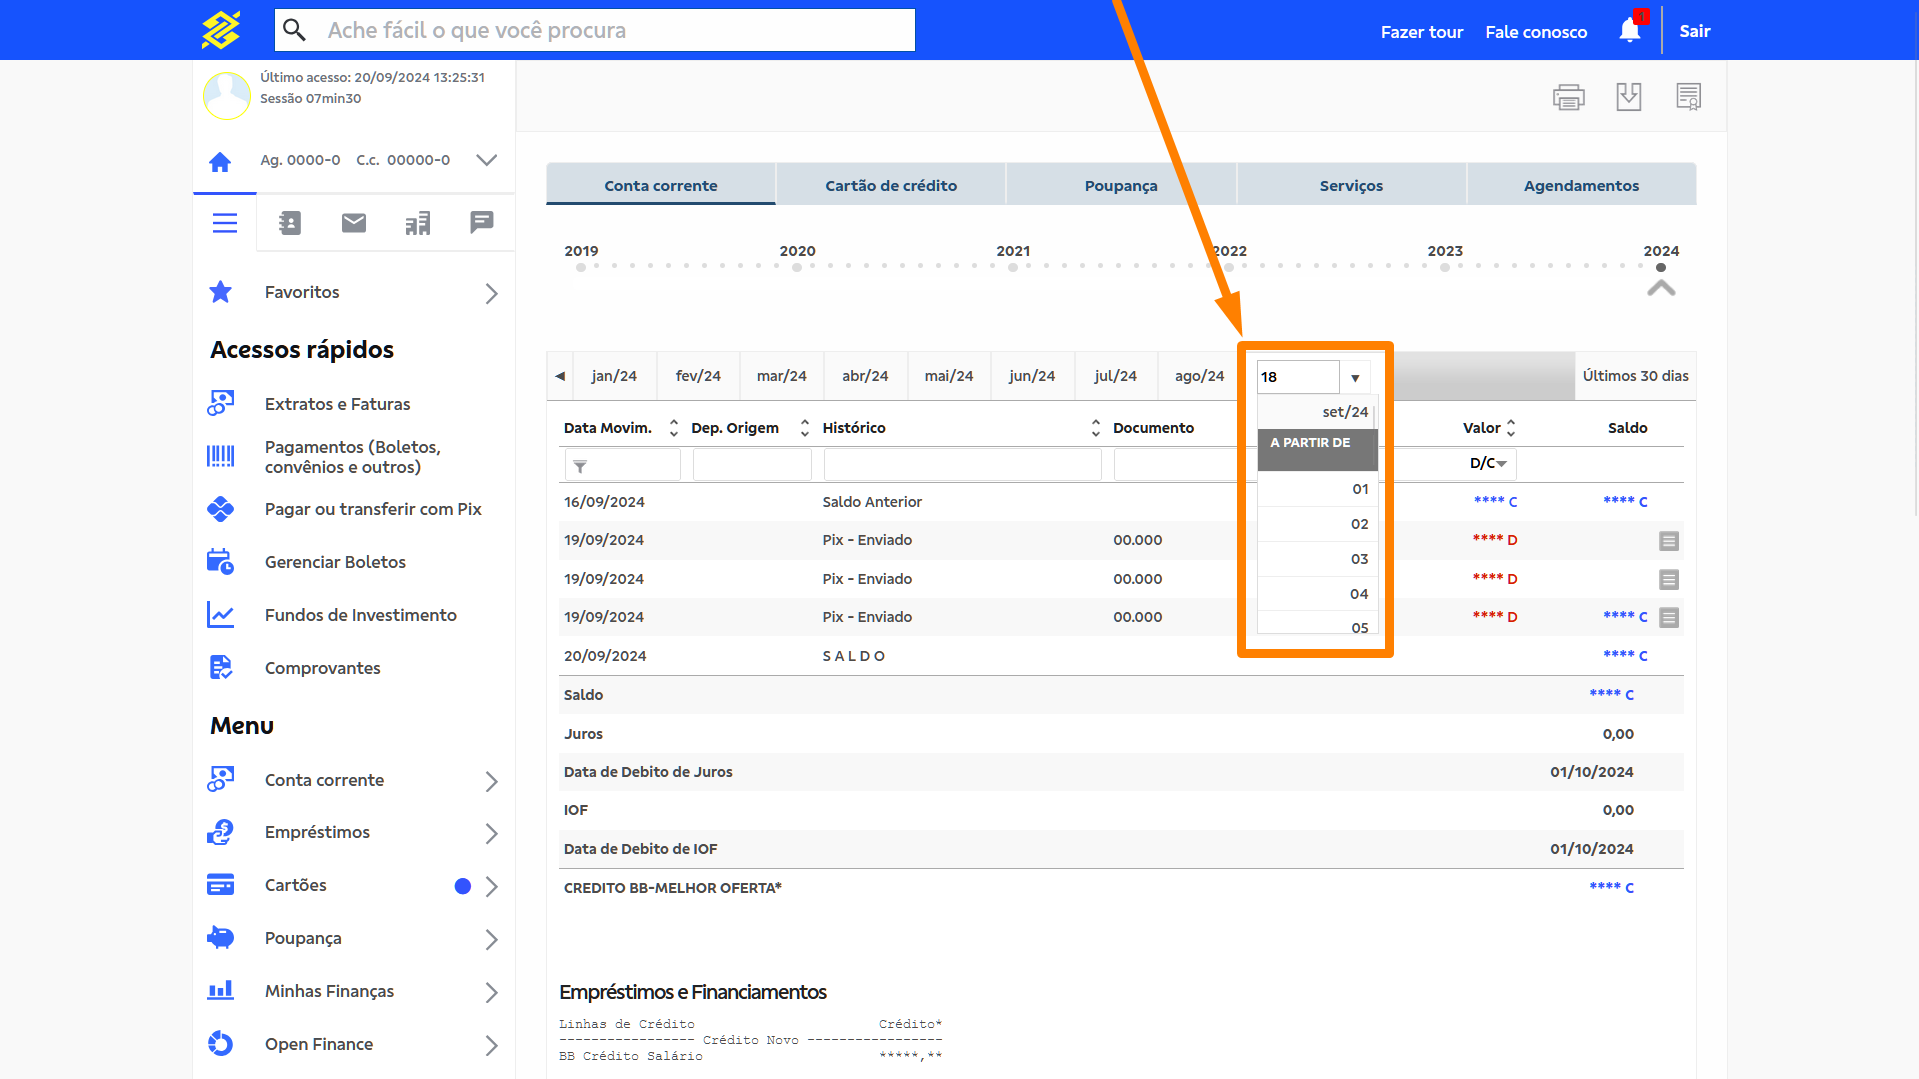 Ache fácil o que você procura
Fazer tour
Fale conosco
Sair
Último acesso: 20/09/2024 13:25:31
Sessão 07min30
Ag. 0000-0 C.c. 00000-0
Favoritos
Acessos rápidos
Extratos e Faturas
Pagamentos (Boletos,
convênios e outros)
Pagar ou transferir com Pix
Gerenciar Boletos
Fundos de Investimento
Comprovantes
Menu
Conta corrente
Empréstimos
Cartões
Poupança
Minhas Finanças
Open Finance
Conta corrente Cartão de crédito Poupança Serviços Agendamentos
2019 2020 2021 2022 2023 2024
jan/24 fev/24 mar/24 abr/24 mai/24 jun/24 jul/24 ago/24 18 Últimos 30 dias
set/24
A PARTIR DE
01
02
03
04
05
Data Movim. Dep. Origem Histórico Documento Valor Saldo
D/C
16/09/2024 Saldo Anterior **** C **** C
19/09/2024 Pix - Enviado 00.000 **** D
19/09/2024 Pix - Enviado 00.000 **** D
19/09/2024 Pix - Enviado 00.000 **** D **** C
20/09/2024 S A L D O **** C
Saldo **** C
Juros 0,00
Data de Debito de Juros 01/10/2024
IOF 0,00
Data de Debito de IOF 01/10/2024
CREDITO BB-MELHOR OFERTA* **** C
Empréstimos e Financiamentos
Linhas de Crédito Crédito*
----------------- Crédito Novo -----------------
BB Crédito Salário *****,**